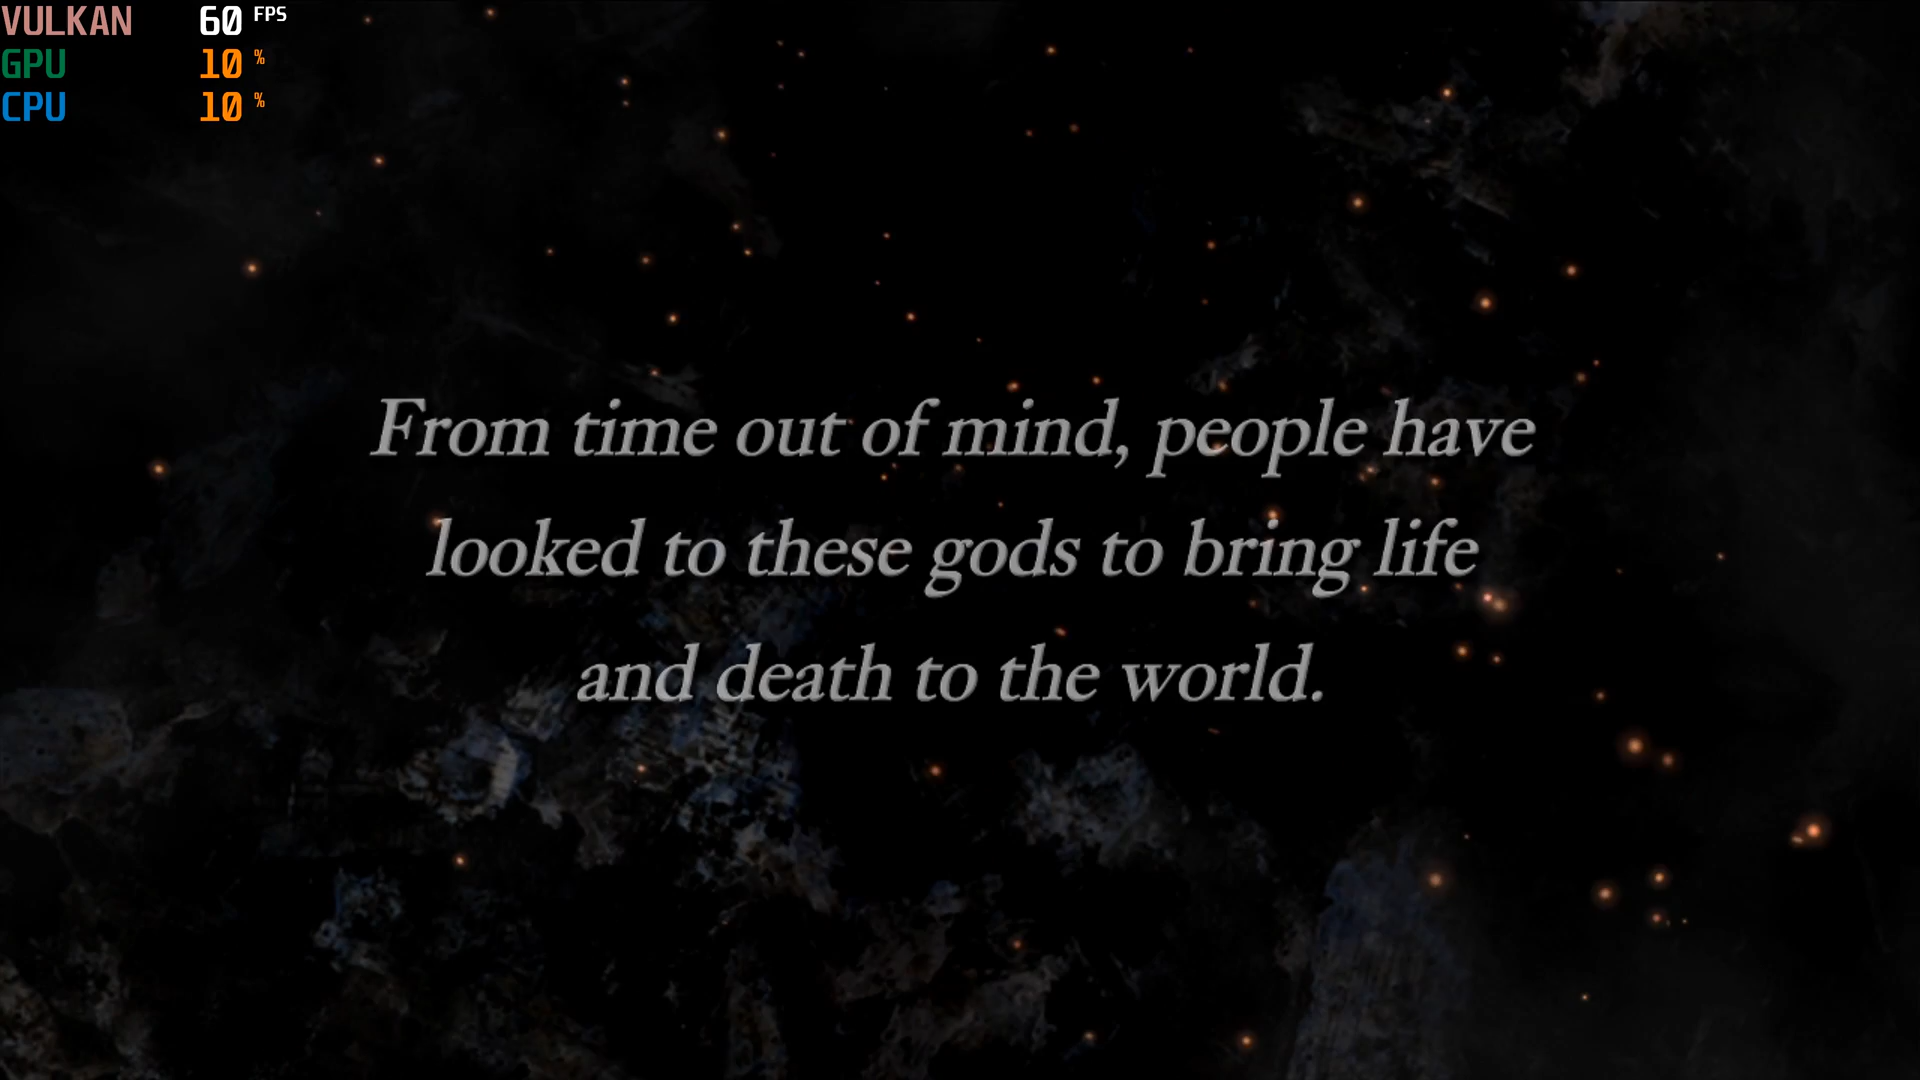 VULKAN 60 FPS
GPU 10 %
CPU 10 %
From time out of mind, people have
looked to these gods to bring life
and death to the world.